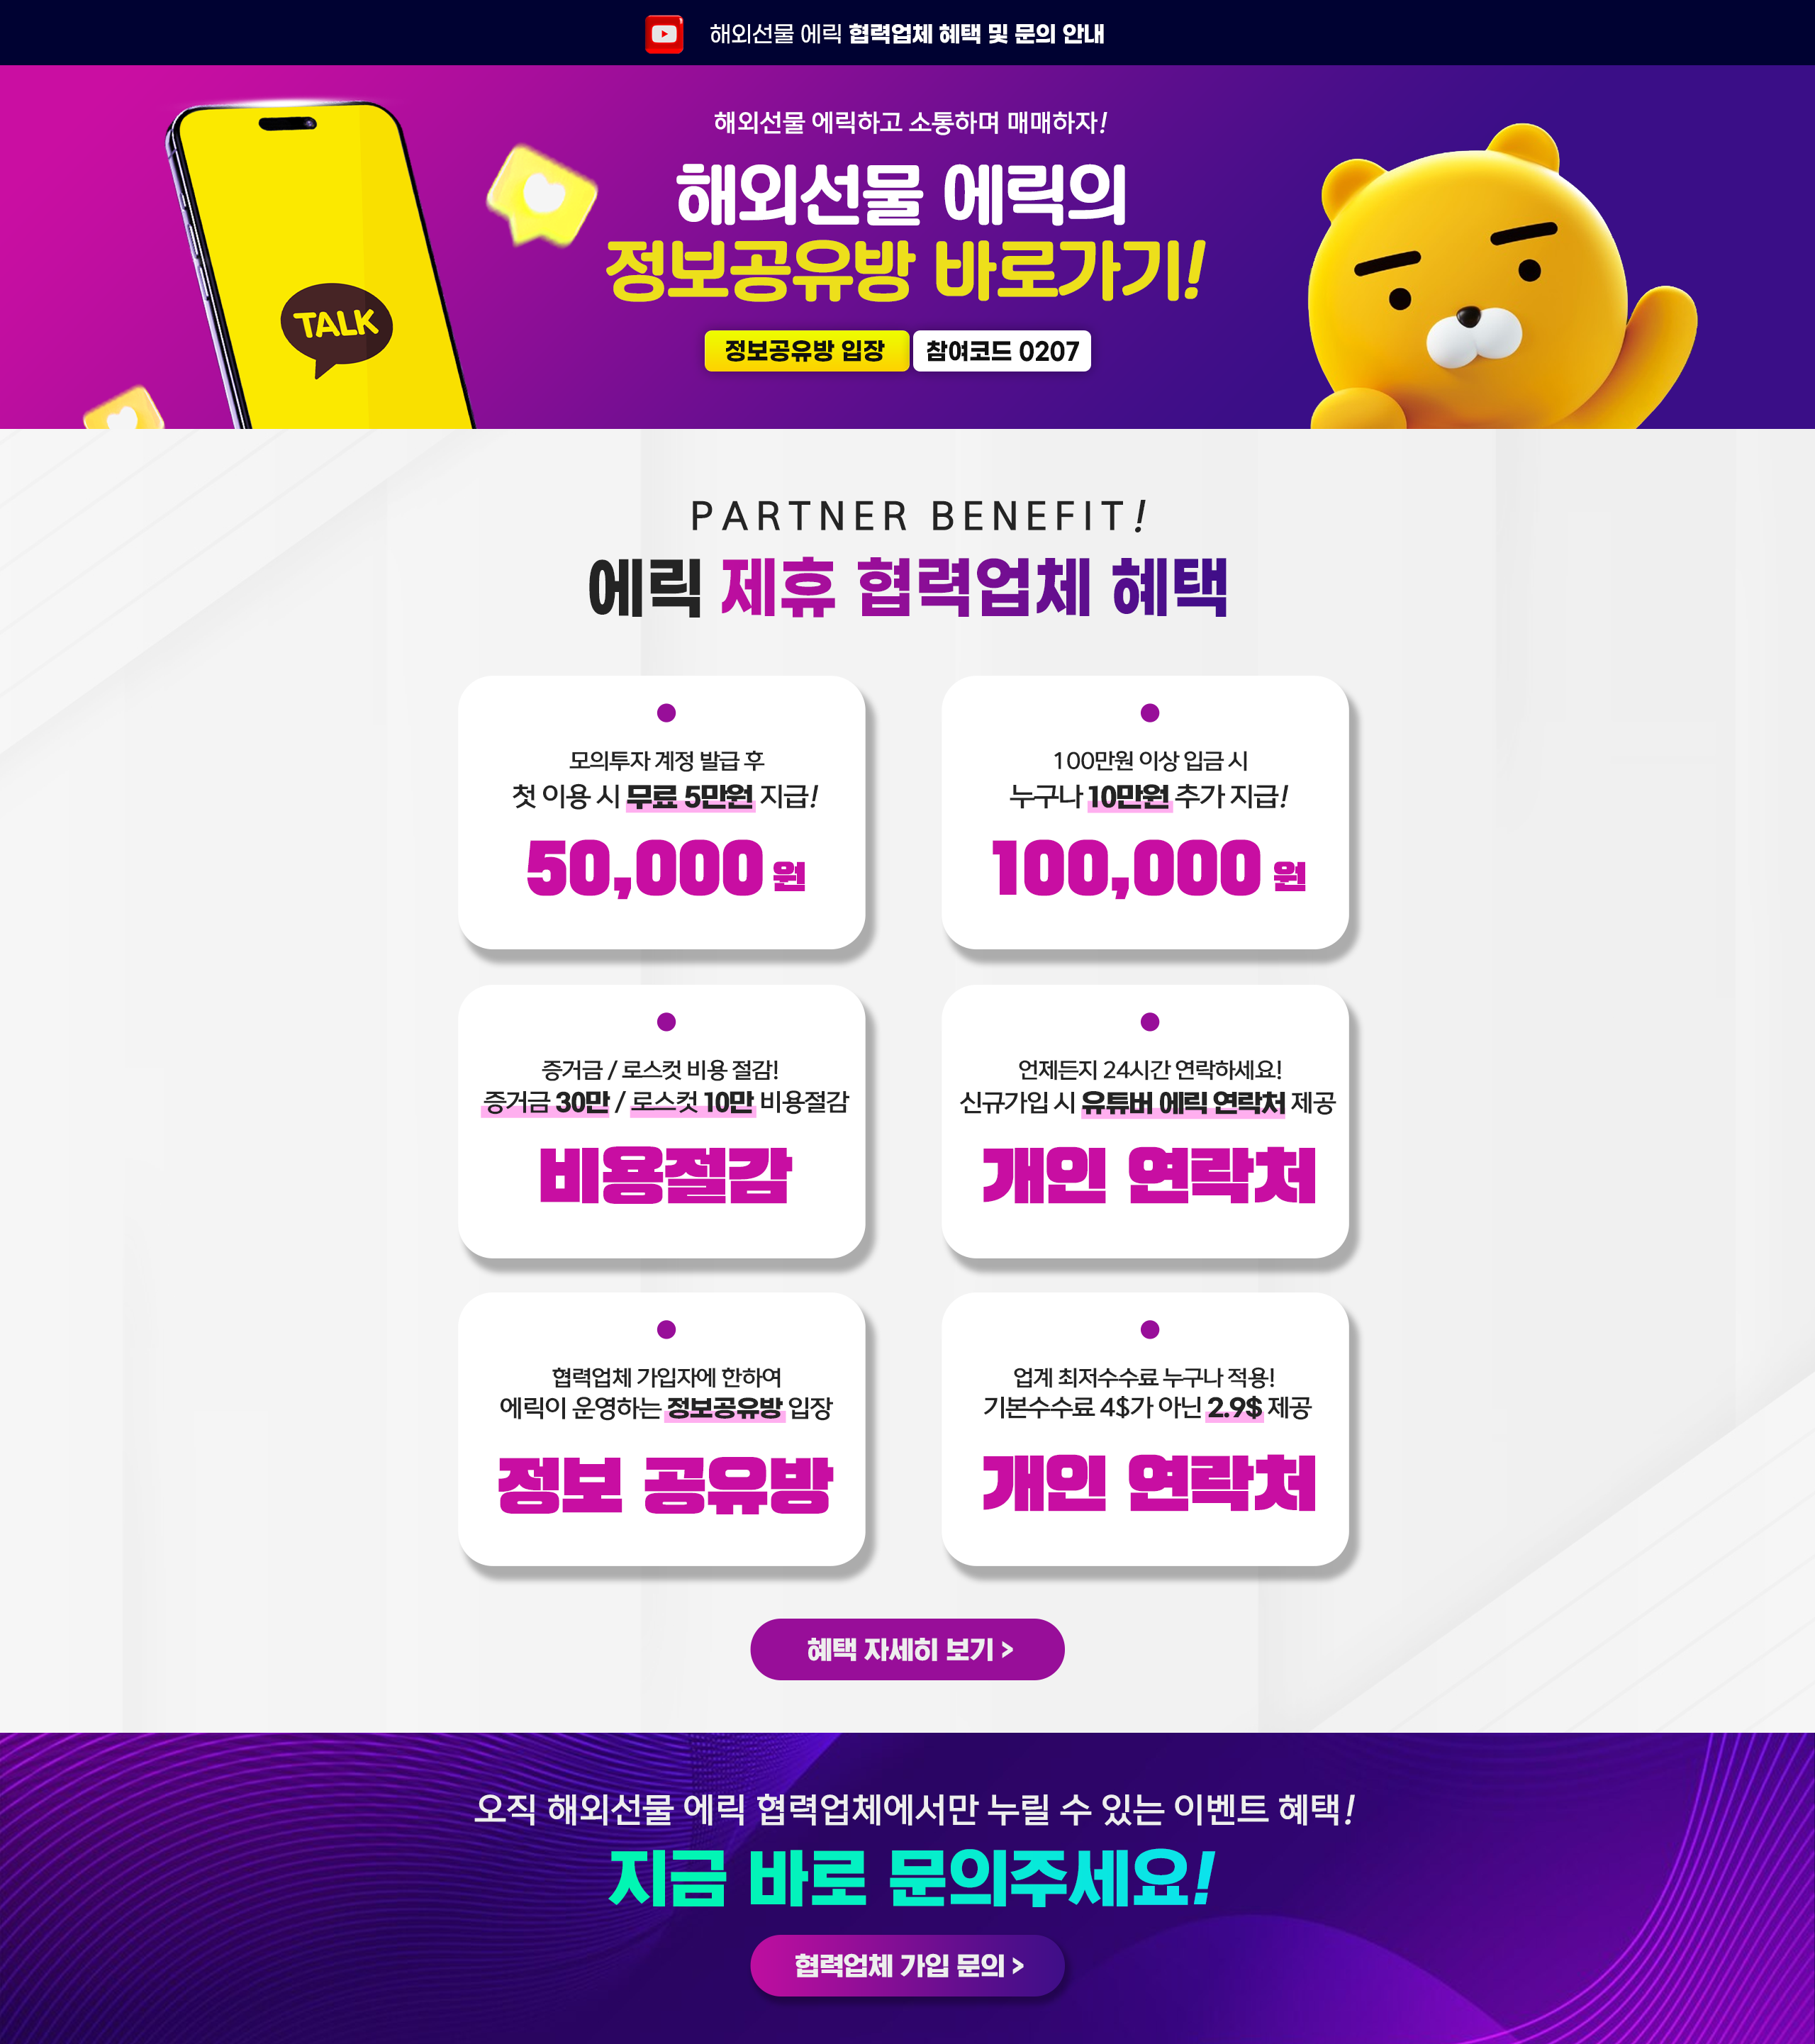 해외선물 에릭 협력업체 혜택 및 문의 안내
해외선물 에릭하고 소통하며 매매하자!
해외선물 에릭의
정보공유방 바로가기!
TALK
정보공유방 입장
참여코드 0207
PARTNER BENEFIT!
에릭 제휴 협력업체 혜택
모의투자 계정 발급 후
첫 이용 시 무료 5만원 지급!
50,000 원
100만원 이상 입금 시
누구나 10만원 추가 지급!
100,000 원
증거금 / 로스컷 비용 절감!
증거금 30만 / 로스컷 10만 비용절감
비용절감
언제든지 24시간 연락하세요!
신규가입 시 유튜버 에릭 연락처 제공
개인 연락처
협력업체 가입자에 한하여
에릭이 운영하는 정보공유방 입장
정보 공유방
업계 최저수수료 누구나 적용!
기본수수료 4$가 아닌 2.9$ 제공
개인 연락처
혜택 자세히 보기 >
오직 해외선물 에릭 협력업체에서만 누릴 수 있는 이벤트 혜택!
지금 바로 문의주세요!
협력업체 가입 문의 >